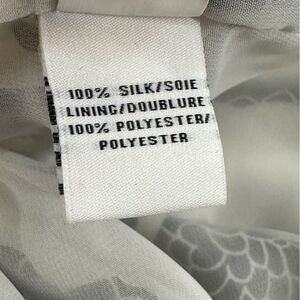 100% SILK/SOIE
LINING/DOUBLURE
100% POLYESTER/
POLYESTER